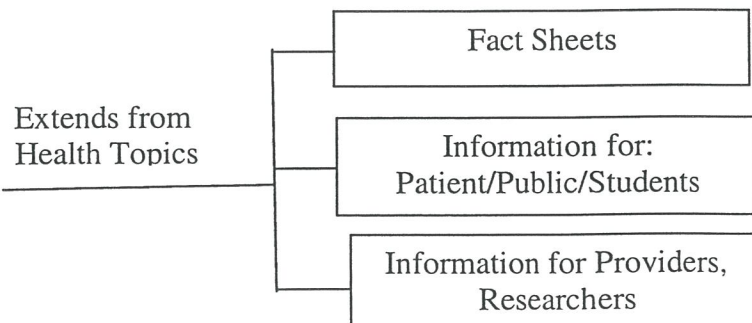 Fact Sheets
Extends from
Health Topics
Information for:
Patient/Public/Students
Information for Providers,
Researchers